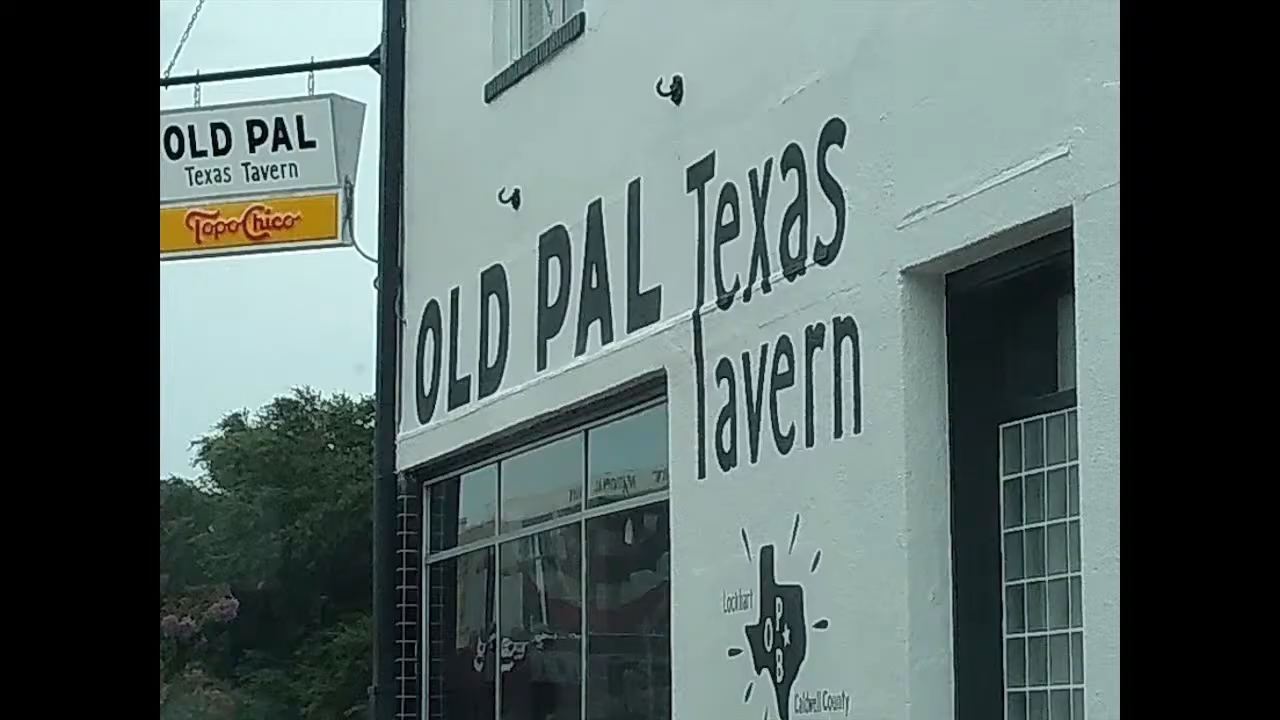 OLD PAL
Texas Tavern
Topo Chico
OLD PAL Texas
Tavern
Lockhart
O P B
Caldwell County